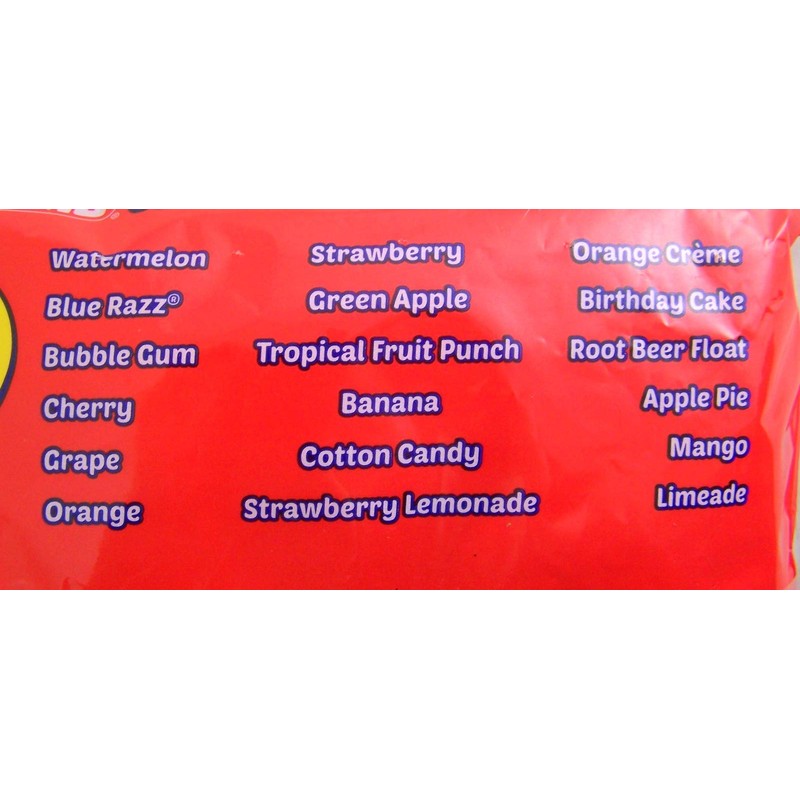 Watermelon
Blue Razz®
Bubble Gum
Cherry
Grape
Orange
Strawberry
Green Apple
Tropical Fruit Punch
Banana
Cotton Candy
Strawberry Lemonade
Orange Crème
Birthday Cake
Root Beer Float
Apple Pie
Mango
Limeade